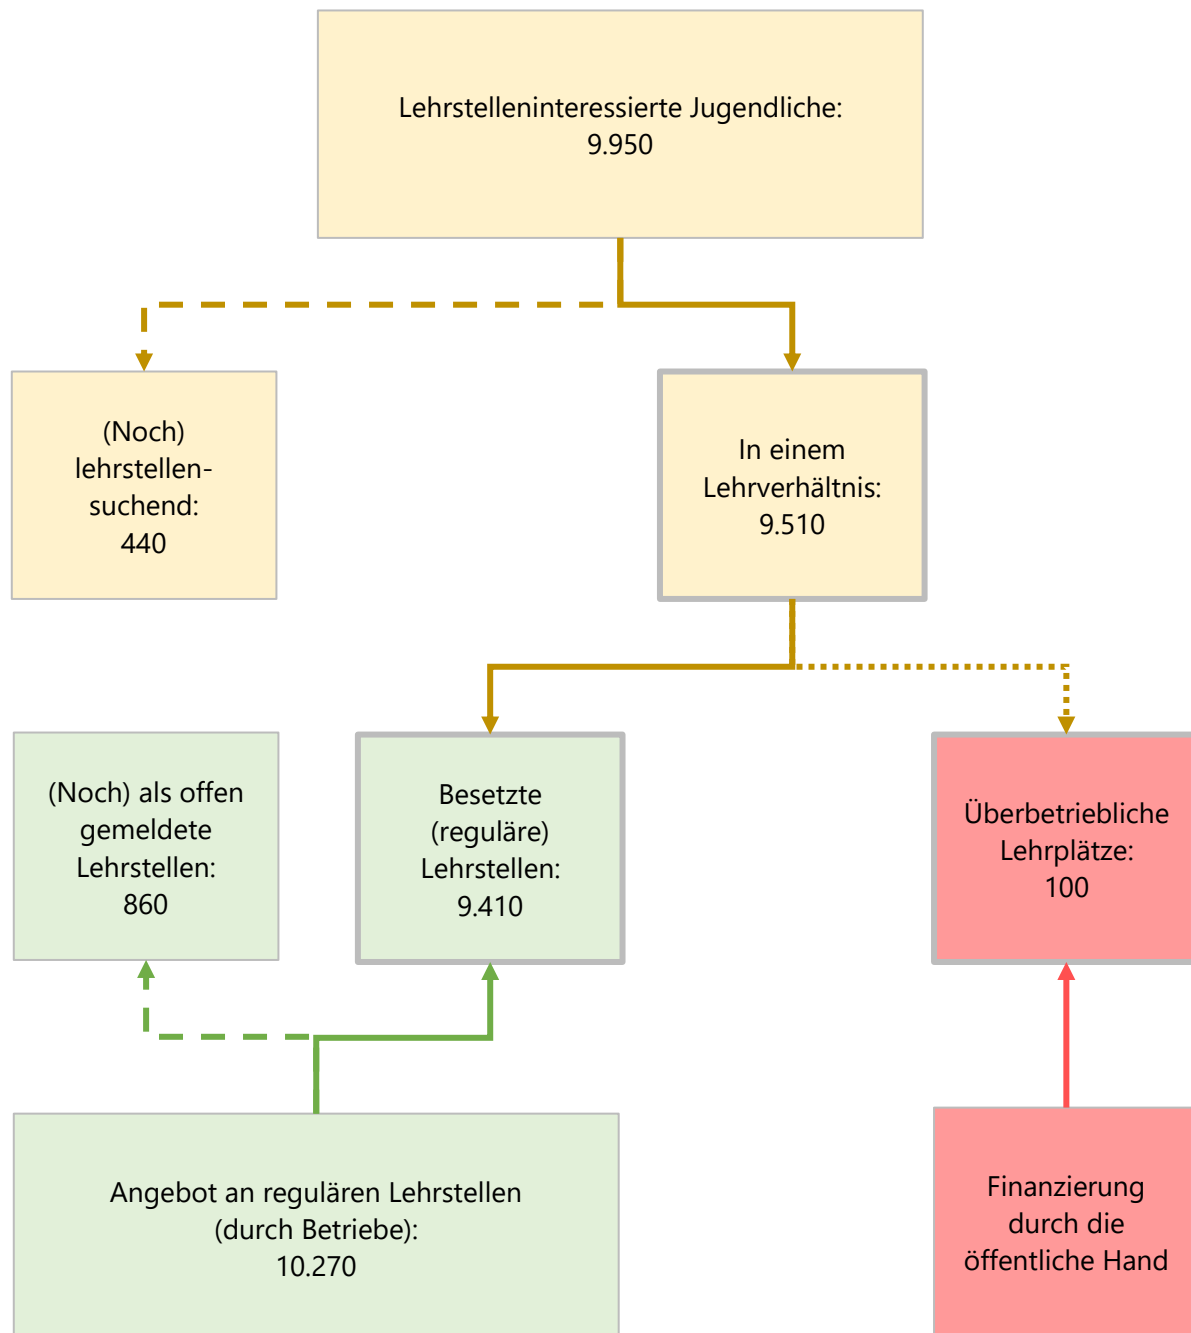 Lehrstelleninteressierte Jugendliche:
9.950
(Noch)
lehrstellen-
suchend:
440
In einem
Lehrverhältnis:
9.510
(Noch) als offen
gemeldete
Lehrstellen:
860
Besetzte
(reguläre)
Lehrstellen:
9.410
Überbetriebliche
Lehrplätze:
100
Angebot an regulären Lehrstellen
(durch Betriebe):
10.270
Finanzierung
durch die
öffentliche Hand